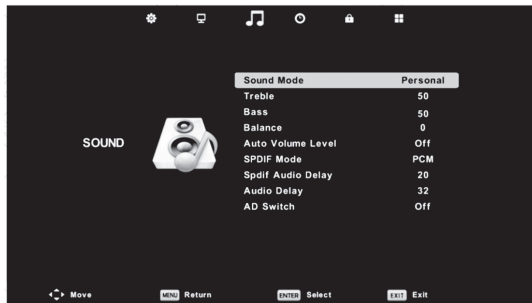 Sound Mode Personal
Treble 50
Bass 50
Balance 0
SOUND
Auto Volume Level Off
SPDIF Mode PCM
Spdif Audio Delay 20
Audio Delay 32
AD Switch Off
Move MENU Return ENTER Select EXIT Exit